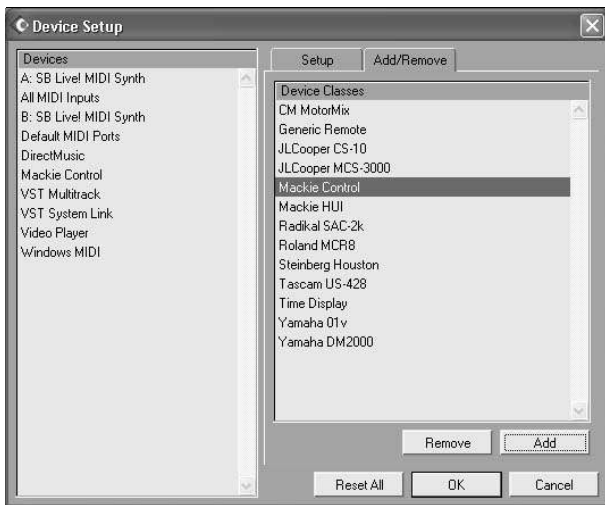 Device Setup
Devices
A: SB Live! MIDI Synth
All MIDI Inputs
B: SB Live! MIDI Synth
Default MIDI Ports
DirectMusic
Mackie Control
VST Multitrack
VST System Link
Video Player
Windows MIDI
Setup
Add/Remove
Device Classes
CM MotorMix
Generic Remote
JLCooper CS-10
JLCooper MCS-3000
Mackie Control
Mackie HUI
Radikal SAC-2k
Roland MCR8
Steinberg Houston
Tascam US-428
Time Display
Yamaha 01v
Yamaha DM2000
Remove
Add
Reset All
OK
Cancel